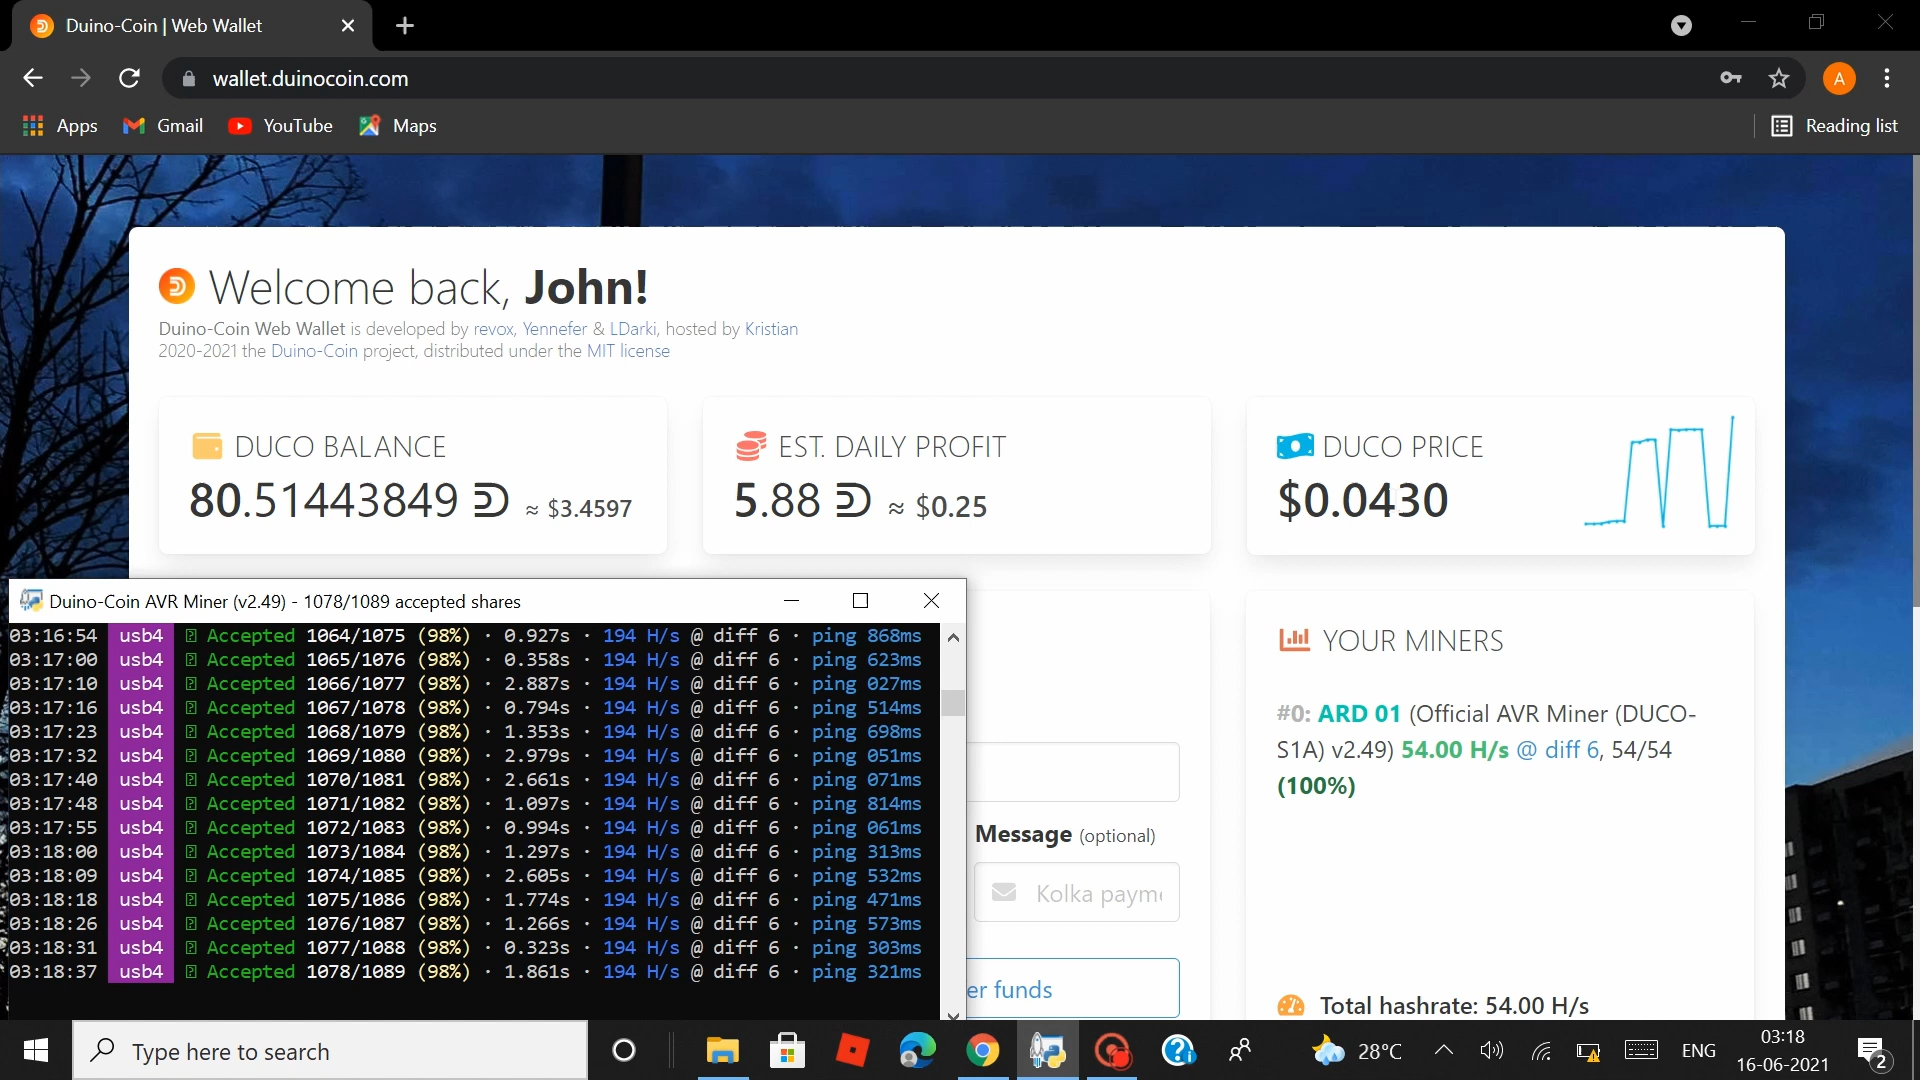 Duino-Coin | Web Wallet
wallet.duinocoin.com
A
Apps
Gmail
YouTube
Maps
Reading list
Welcome back, John!
Duino-Coin Web Wallet is developed by revox, Yennefer & LDarki, hosted by Kristian
2020-2021 the Duino-Coin project, distributed under the MIT license
DUCO BALANCE
80.51443849 ≈ $3.4597
EST. DAILY PROFIT
5.88 ≈ $0.25
DUCO PRICE
$0.0430
Duino-Coin AVR Miner (v2.49) - 1078/1089 accepted shares
03:16:54 usb4 Accepted 1064/1075 (98%) · 0.927s · 194 H/s @ diff 6 · ping 868ms
03:17:00 usb4 Accepted 1065/1076 (98%) · 0.358s · 194 H/s @ diff 6 · ping 623ms
03:17:10 usb4 Accepted 1066/1077 (98%) · 2.887s · 194 H/s @ diff 6 · ping 027ms
03:17:16 usb4 Accepted 1067/1078 (98%) · 0.794s · 194 H/s @ diff 6 · ping 514ms
03:17:23 usb4 Accepted 1068/1079 (98%) · 1.353s · 194 H/s @ diff 6 · ping 698ms
03:17:32 usb4 Accepted 1069/1080 (98%) · 2.979s · 194 H/s @ diff 6 · ping 051ms
03:17:40 usb4 Accepted 1070/1081 (98%) · 2.661s · 194 H/s @ diff 6 · ping 071ms
03:17:48 usb4 Accepted 1071/1082 (98%) · 1.097s · 194 H/s @ diff 6 · ping 814ms
03:17:55 usb4 Accepted 1072/1083 (98%) · 0.994s · 194 H/s @ diff 6 · ping 061ms
03:18:00 usb4 Accepted 1073/1084 (98%) · 1.297s · 194 H/s @ diff 6 · ping 313ms
03:18:09 usb4 Accepted 1074/1085 (98%) · 2.605s · 194 H/s @ diff 6 · ping 532ms
03:18:18 usb4 Accepted 1075/1086 (98%) · 1.774s · 194 H/s @ diff 6 · ping 471ms
03:18:26 usb4 Accepted 1076/1087 (98%) · 1.266s · 194 H/s @ diff 6 · ping 573ms
03:18:31 usb4 Accepted 1077/1088 (98%) · 0.323s · 194 H/s @ diff 6 · ping 303ms
03:18:37 usb4 Accepted 1078/1089 (98%) · 1.861s · 194 H/s @ diff 6 · ping 321ms
Message (optional)
Kolka payme
er funds
YOUR MINERS
#0: ARD 01 (Official AVR Miner (DUCO-
S1A) v2.49) 54.00 H/s @ diff 6, 54/54
(100%)
Total hashrate: 54.00 H/s
Type here to search
28°C
ENG
03:18
16-06-2021
2